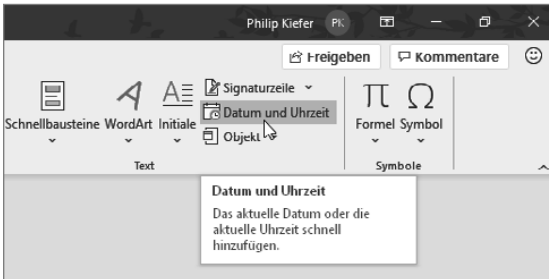 Philip Kiefer PK
Freigeben Kommentare
Schnellbausteine WordArt Initiale
Signaturzeile
Datum und Uhrzeit
Objekt
Formel Symbol
Text Symbole
Datum und Uhrzeit
Das aktuelle Datum oder die
aktuelle Uhrzeit schnell
hinzufügen.